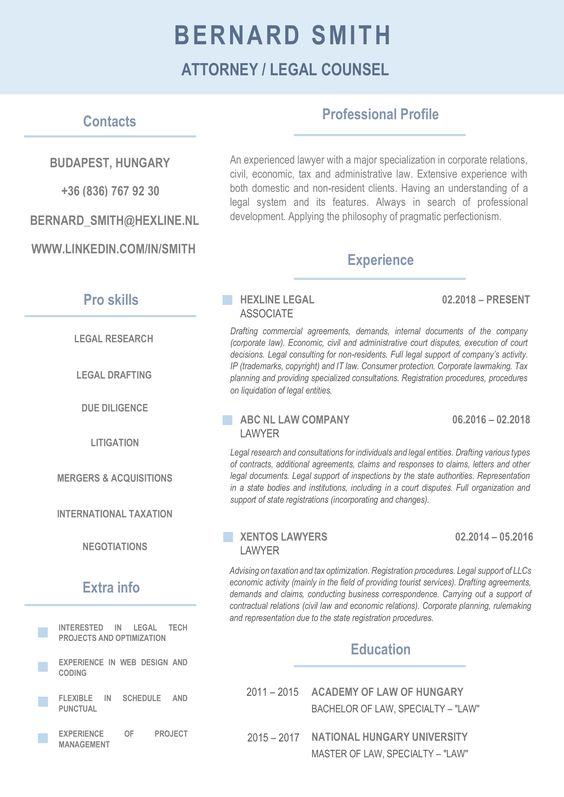 BERNARD SMITH
ATTORNEY / LEGAL COUNSEL
Contacts
BUDAPEST, HUNGARY
+36 (836) 767 92 30
BERNARD_SMITH@HEXLINE.NL
WWW.LINKEDIN.COM/IN/SMITH
Pro skills
LEGAL RESEARCH
LEGAL DRAFTING
DUE DILIGENCE
LITIGATION
MERGERS & ACQUISITIONS
INTERNATIONAL TAXATION
NEGOTIATIONS
Extra info
INTERESTED IN LEGAL TECH
PROJECTS AND OPTIMIZATION
EXPERIENCE IN WEB DESIGN AND
CODING
FLEXIBLE IN SCHEDULE AND
PUNCTUAL
EXPERIENCE OF PROJECT
MANAGEMENT
Professional Profile
An experienced lawyer with a major specialization in corporate relations,
civil, economic, tax and administrative law. Extensive experience with
both domestic and non-resident clients. Having an understanding of a
legal system and its features. Always in search of professional
development. Applying the philosophy of pragmatic perfectionism.
Experience
HEXLINE LEGAL 02.2018 – PRESENT
ASSOCIATE
Drafting commercial agreements, demands, internal documents of the company
(corporate law). Economic, civil and administrative court disputes, execution of court
decisions. Legal consulting for non-residents. Full legal support of company's activity.
IP (trademarks, copyright) and IT law. Consumer protection. Corporate lawmaking. Tax
planning and providing specialized consultations. Registration procedures, procedures
on liquidation of legal entities.
ABC NL LAW COMPANY 06.2016 – 02.2018
LAWYER
Legal research and consultations for individuals and legal entities. Drafting various types
of contracts, additional agreements, claims and responses to claims, letters and other
legal documents. Legal support of inspections by the state authorities. Representation
in a state bodies and institutions, including in a court disputes. Full organization and
support of state registrations (incorporating and changes).
XENTOS LAWYERS 02.2014 – 05.2016
LAWYER
Advising on taxation and tax optimization. Registration procedures. Legal support of LLCs
economic activity (mainly in the field of providing tourist services). Drafting agreements,
demands and claims, conducting business correspondence. Carrying out a support of
contractual relations (civil law and economic relations). Corporate planning, rulemaking
and representation due to the state registration procedures.
Education
2011 – 2015 ACADEMY OF LAW OF HUNGARY
BACHELOR OF LAW, SPECIALTY – "LAW"
2015 – 2017 NATIONAL HUNGARY UNIVERSITY
MASTER OF LAW, SPECIALTY – "LAW"